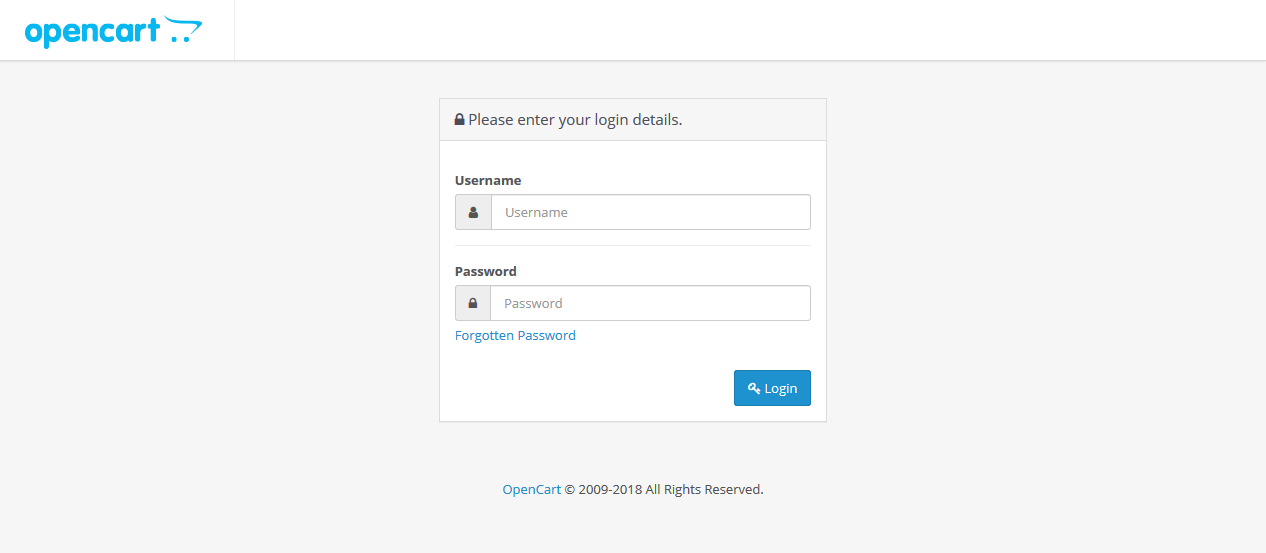 opencart
Please enter your login details.
Username
Username
Password
Password
Forgotten Password
Login
OpenCart © 2009-2018 All Rights Reserved.